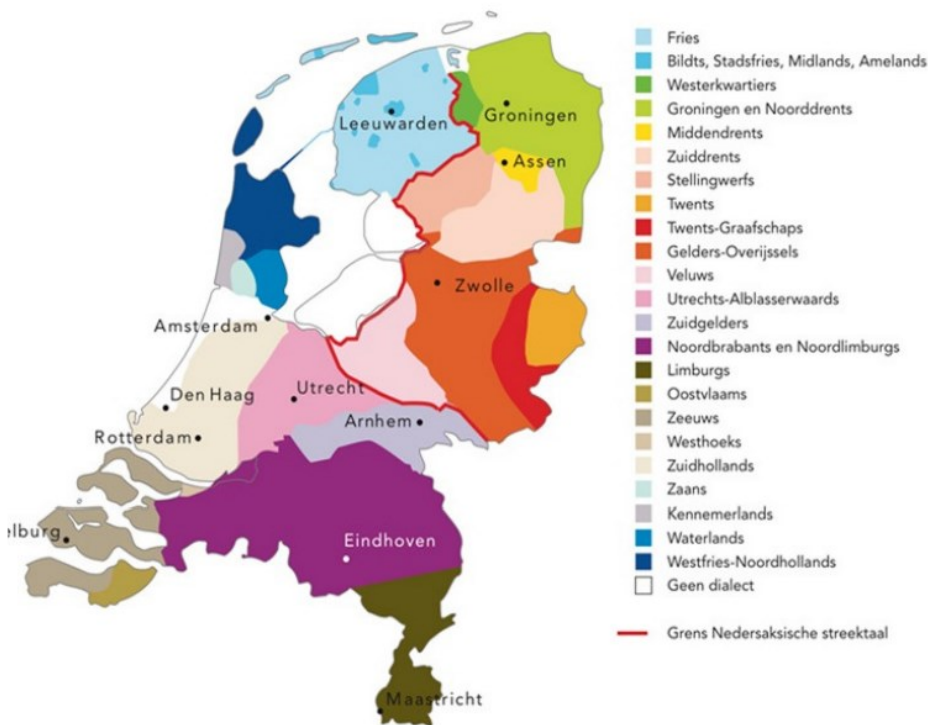 Leeuwarden
Groningen
Assen
Zwolle
Amsterdam
Den Haag
Utrecht
Rotterdam
Arnhem
elburg
Eindhoven
Maastricht
Fries
Bildts, Stadsfries, Midlands, Amelands
Westerkwartiers
Groningen en Noorddrents
Middendrents
Zuiddrents
Stellingwerfs
Twents
Twents-Graafschaps
Gelders-Overijssels
Veluws
Utrechts-Alblasserwaards
Zuidgelders
Noordbrabants en Noordlimburgs
Limburgs
Oostvlaams
Zeeuws
Westhoeks
Zuidhollands
Zaans
Kennemerlands
Waterlands
Westfries-Noordhollands
Geen dialect
Grens Nedersaksische streektaal